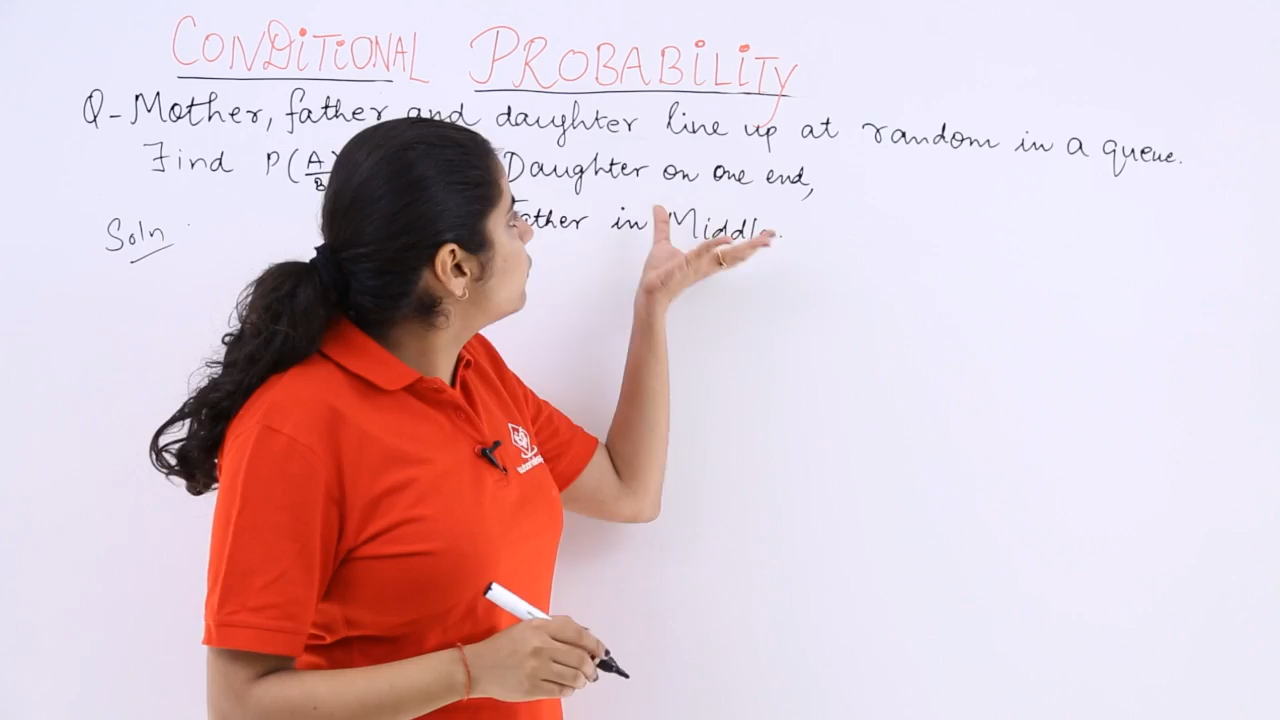 CONDITIONAL PROBABILITY
Q-Mother, father and daughter line up at random in a queue.
Find P(A/B) Daughter on one end,
Father in Middle.
Soln